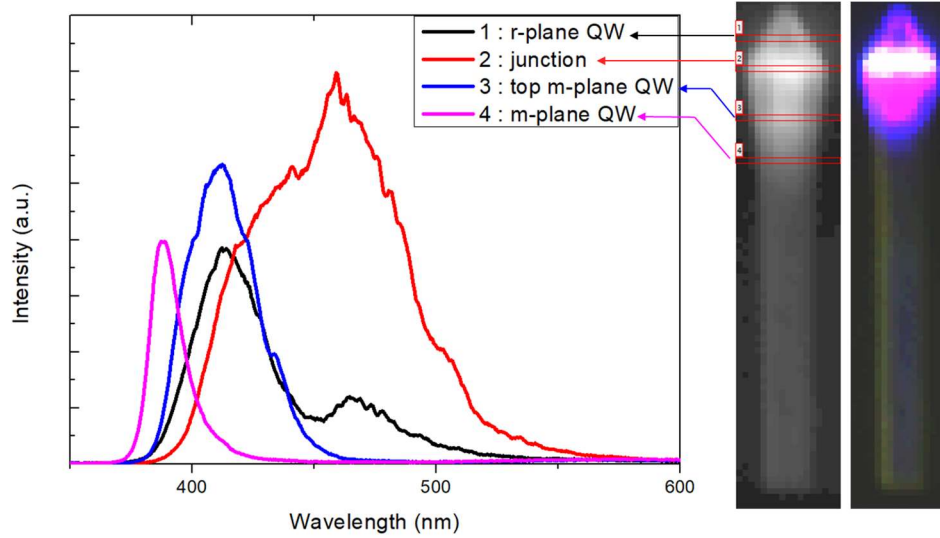 1 : r-plane QW
2 : junction
3 : top m-plane QW
4 : m-plane QW
1
2
3
4
Intensity (a.u.)
400
500
600
Wavelength (nm)